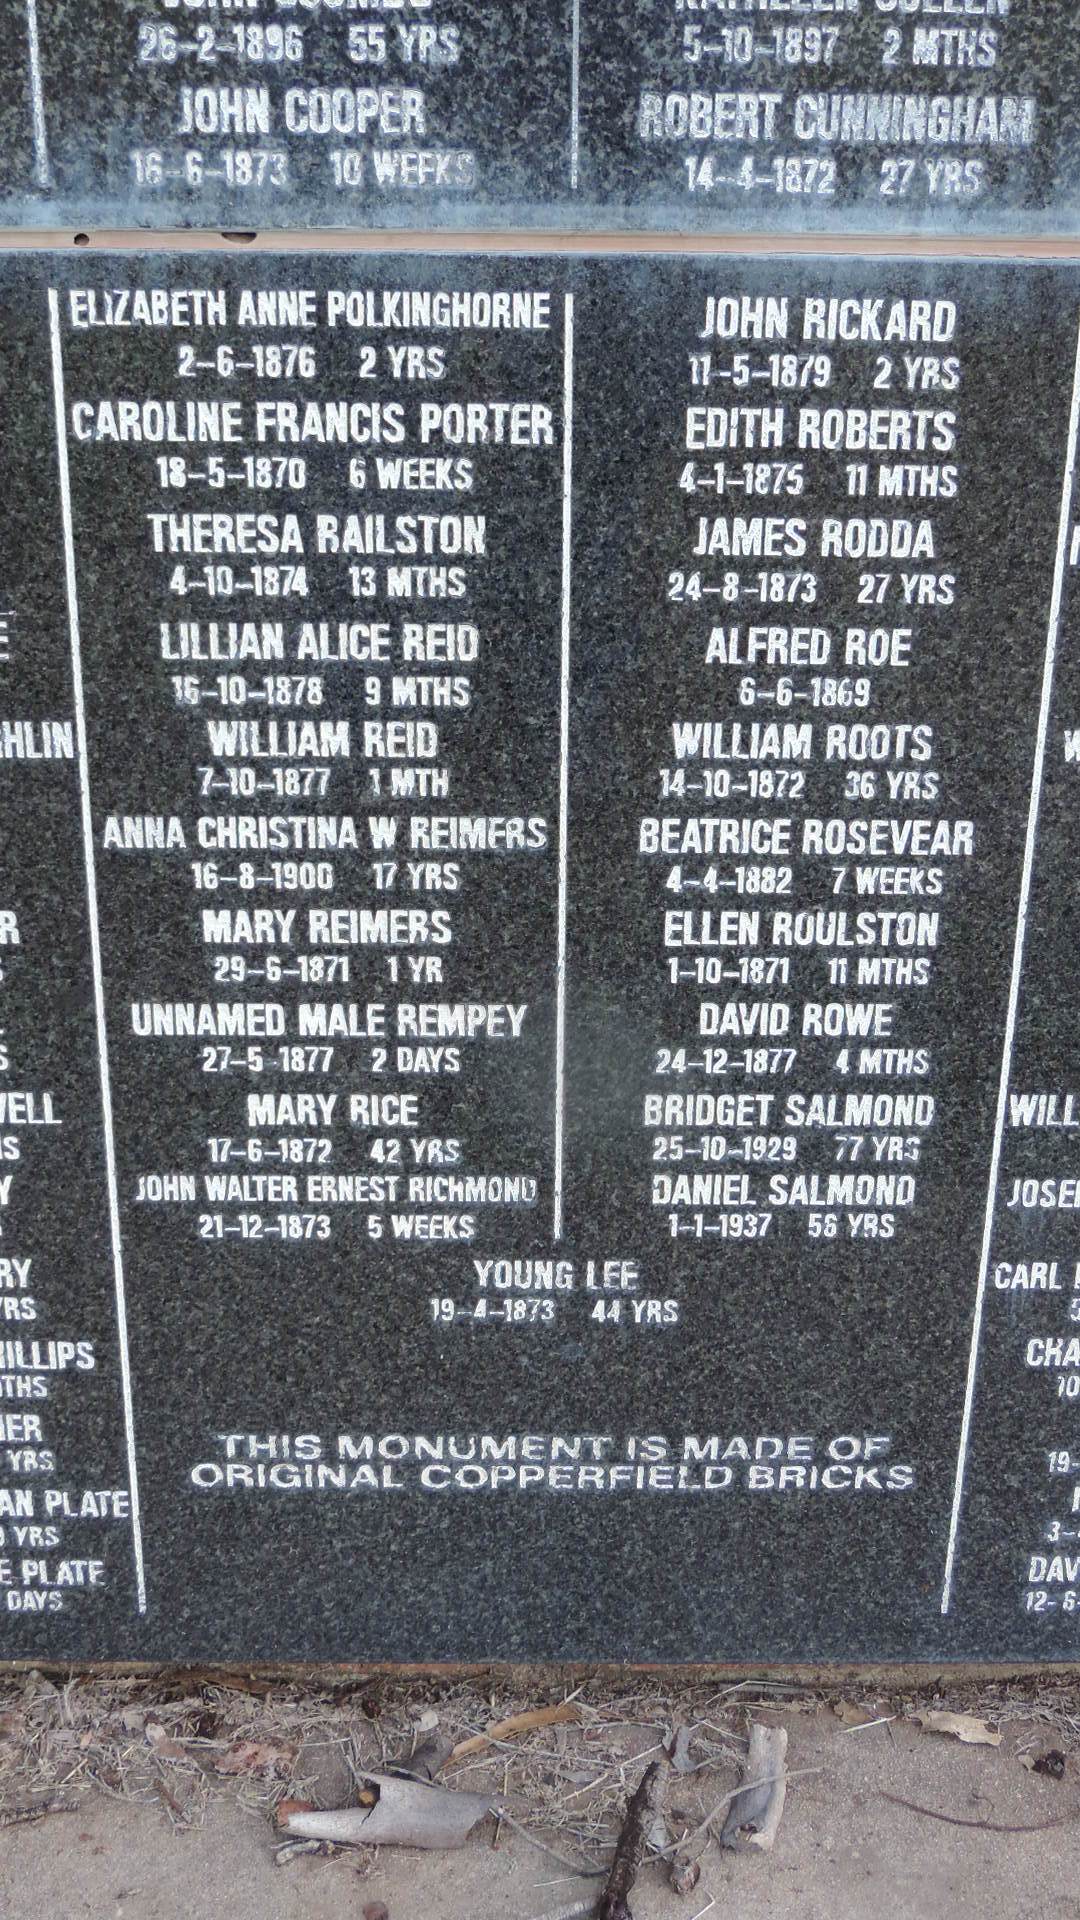 26-2-1896 55 YRS
JOHN COOPER
16-6-1873 10 WEEKS
5-10-1897 2 MTHS
ROBERT CUNNINGHAM
14-4-1872 27 YRS
ELIZABETH ANNE POLKINGHORNE
2-6-1876 2 YRS
CAROLINE FRANCIS PORTER
18-5-1870 6 WEEKS
THERESA RAILSTON
4-10-1874 13 MTHS
LILLIAN ALICE REID
16-10-1878 9 MTHS
WILLIAM REID
7-10-1877 1 MTH
ANNA CHRISTINA W REIMERS
16-8-1900 17 YRS
MARY REIMERS
29-6-1871 1 YR
UNNAMED MALE REMPEY
27-5-1877 2 DAYS
MARY RICE
17-6-1872 42 YRS
JOHN WALTER ERNEST RICHMOND
21-12-1873 5 WEEKS
JOHN RICKARD
11-5-1879 2 YRS
EDITH ROBERTS
4-1-1875 11 MTHS
JAMES RODDA
24-8-1873 27 YRS
ALFRED ROE
6-6-1869
WILLIAM ROOTS
14-10-1872 36 YRS
BEATRICE ROSEVEAR
4-4-1882 7 WEEKS
ELLEN ROULSTON
1-10-1871 11 MTHS
DAVID ROWE
24-12-1877 4 MTHS
BRIDGET SALMOND
25-10-1929 77 YRS
DANIEL SALMOND
1-1-1937 56 YRS
YOUNG LEE
19-4-1873 44 YRS
THIS MONUMENT IS MADE OF
ORIGINAL COPPERFIELD BRICKS
YRS
PLATE
YRS
PLATE
DAYS
CARL